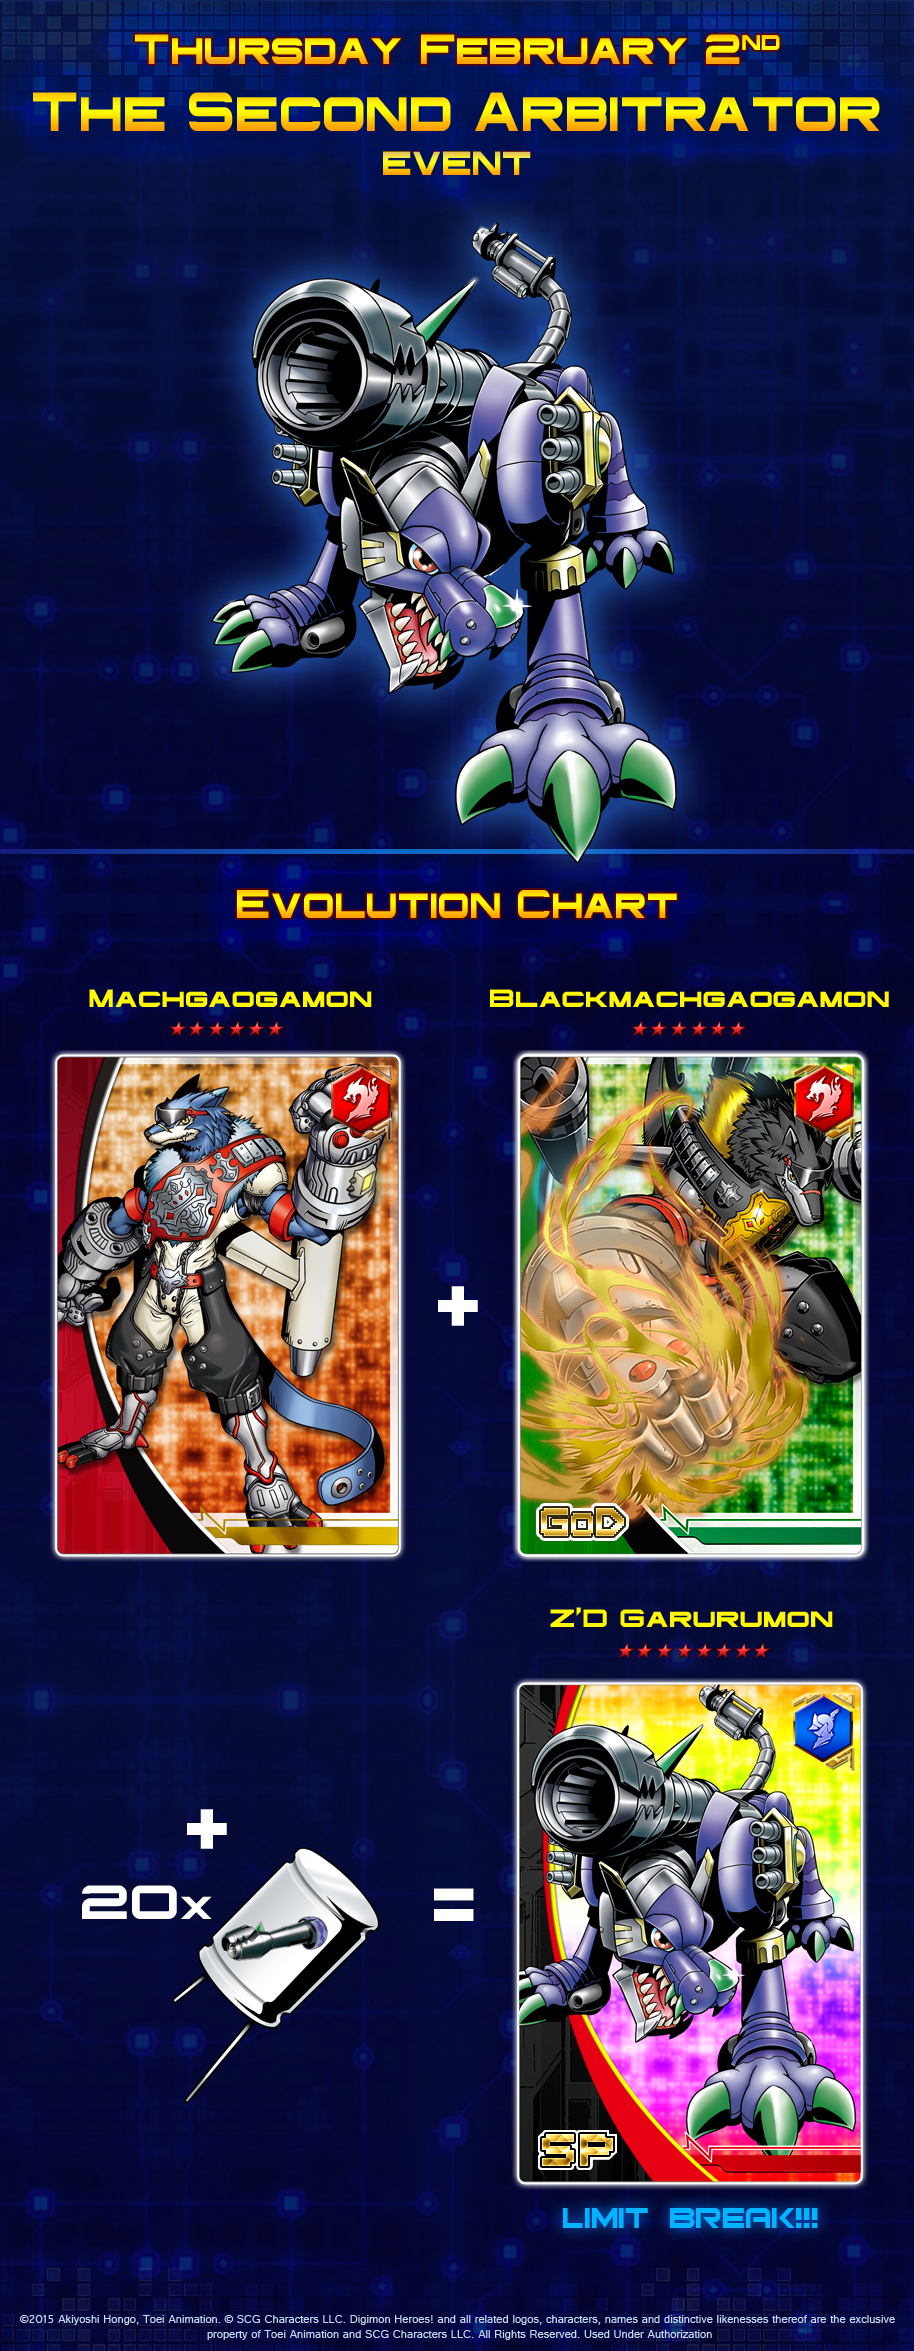 THURSDAY FEBRUARY 2ND
THE SECOND ARBITRATOR
EVENT
EVOLUTION CHART
MACHGAOGAMON
BLACKMACHGAOGAMON
+
GOD
Z'D GARURUMON
+
20X
=
SP
LIMIT BREAK!!!
©2015 Akiyoshi Hongo, Toei Animation. © SCG Characters LLC. Digimon Heroes! and all related logos, characters, names and distinctive likenesses thereof are the exclusive
property of Toei Animation and SCG Characters LLC. All Rights Reserved. Used Under Authorization